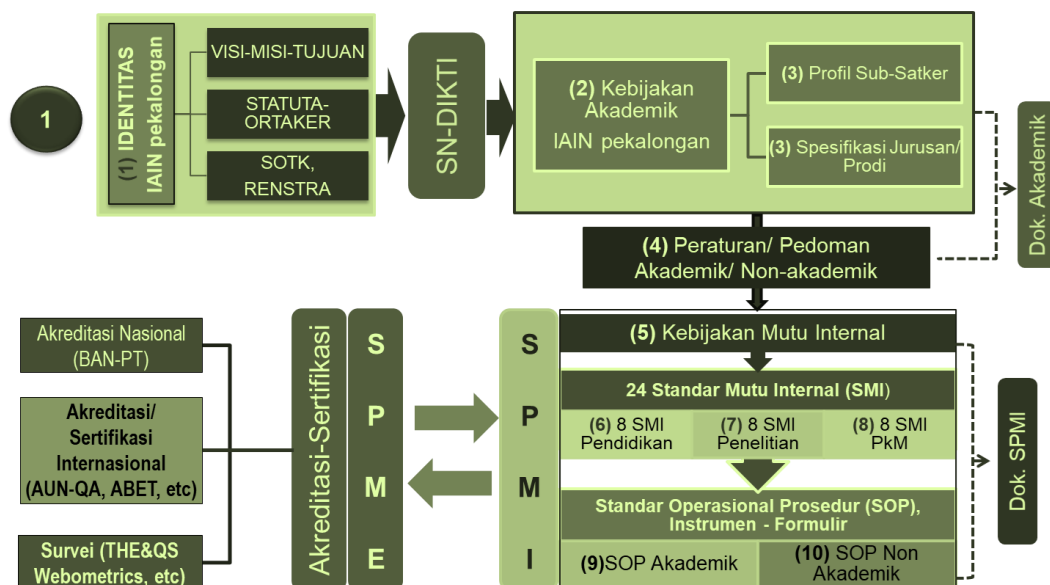 1
(1) IDENTITAS
IAIN pekalongan
VISI-MISI-TUJUAN
STATUTA-
ORTAKER
SOTK,
RENSTRA
SN-DIKTI
(2) Kebijakan
Akademik
IAIN pekalongan
(3) Profil Sub-Satker
(3) Spesifikasi Jurusan/
Prodi
Dok. Akademik
(4) Peraturan/ Pedoman
Akademik/ Non-akademik
Akreditasi Nasional
(BAN-PT)
Akreditasi/
Sertifikasi
Internasional
(AUN-QA, ABET, etc)
Survei (THE&QS
Webometrics, etc)
Akreditasi-Sertifikasi
S
P
M
E
S
P
M
I
(5) Kebijakan Mutu Internal
24 Standar Mutu Internal (SMI)
(6) 8 SMI
Pendidikan
(7) 8 SMI
Penelitian
(8) 8 SMI
PkM
Standar Operasional Prosedur (SOP),
Instrumen - Formulir
(9)SOP Akademik
(10) SOP Non
Akademik
Dok. SPMI